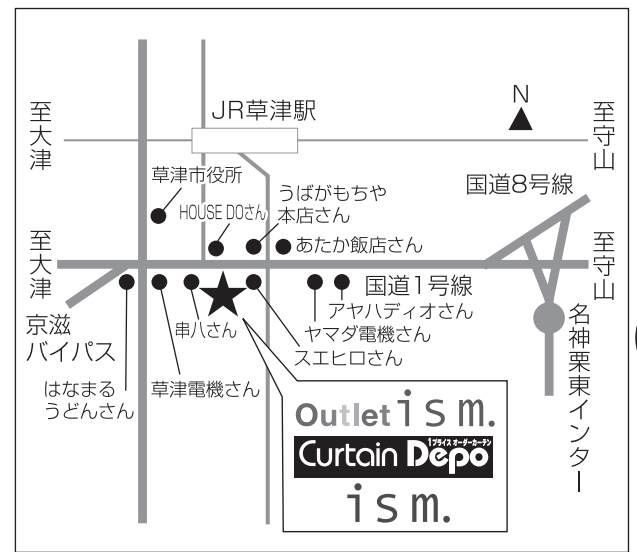 JR草津駅
N
至大津
至守山
草津市役所
うばがもちや
本店さん
国道8号線
HOUSE DOさん
あたか飯店さん
至大津
至守山
国道1号線
アヤハディオさん
ヤマダ電機さん
スエヒロさん
串八さん
京滋
バイパス
はなまる
うどんさん
草津電機さん
名神栗東インター
Outlet ism.
1プライス オーダーカーテン
Curtain Depo
ism.